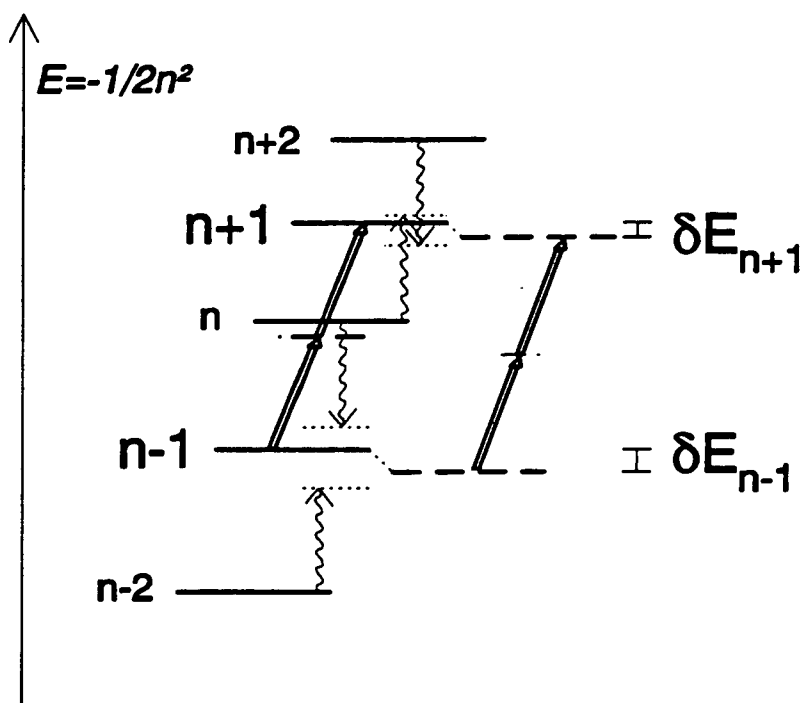 E=-1/2n²
n+2
n+1
δEₙ₊₁
n
n-1
δEₙ₋₁
n-2